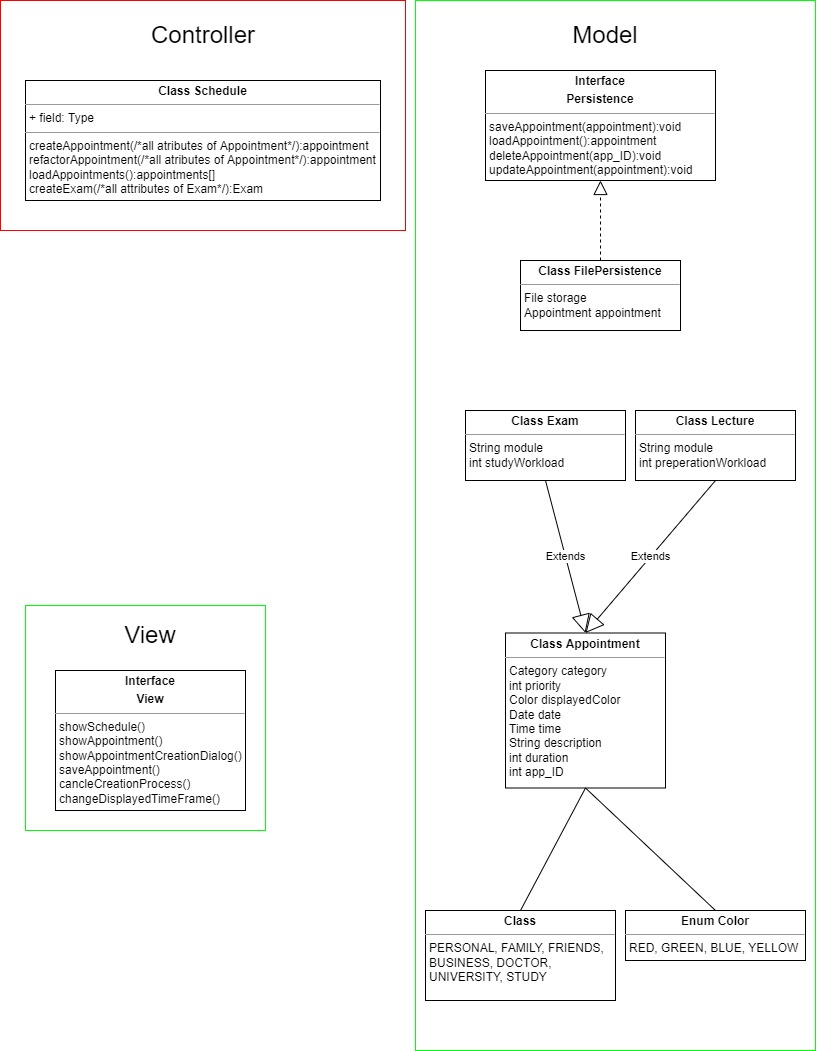 Controller
Class Schedule
+ field: Type
createAppointment(/*all atributes of Appointment*/):appointment
refactorAppointment(/*all atributes of Appointment*/):appointment
loadAppointments():appointments[]
createExam(/*all attributes of Exam*/):Exam
Model
Interface
Persistence
saveAppointment(appointment):void
loadAppointment():appointment
deleteAppointment(app_ID):void
updateAppointment(appointment):void
Class FilePersistence
File storage
Appointment appointment
Class Exam
String module
int studyWorkload
Class Lecture
String module
int preperationWorkload
Extends
Extends
View
Interface
View
showSchedule()
showAppointment()
showAppointmentCreationDialog()
saveAppointment()
cancleCreationProcess()
changeDisplayedTimeFrame()
Class Appointment
Category category
int priority
Color displayedColor
Date date
Time time
String description
int duration
int app_ID
Class
PERSONAL, FAMILY, FRIENDS,
BUSINESS, DOCTOR,
UNIVERSITY, STUDY
Enum Color
RED, GREEN, BLUE, YELLOW